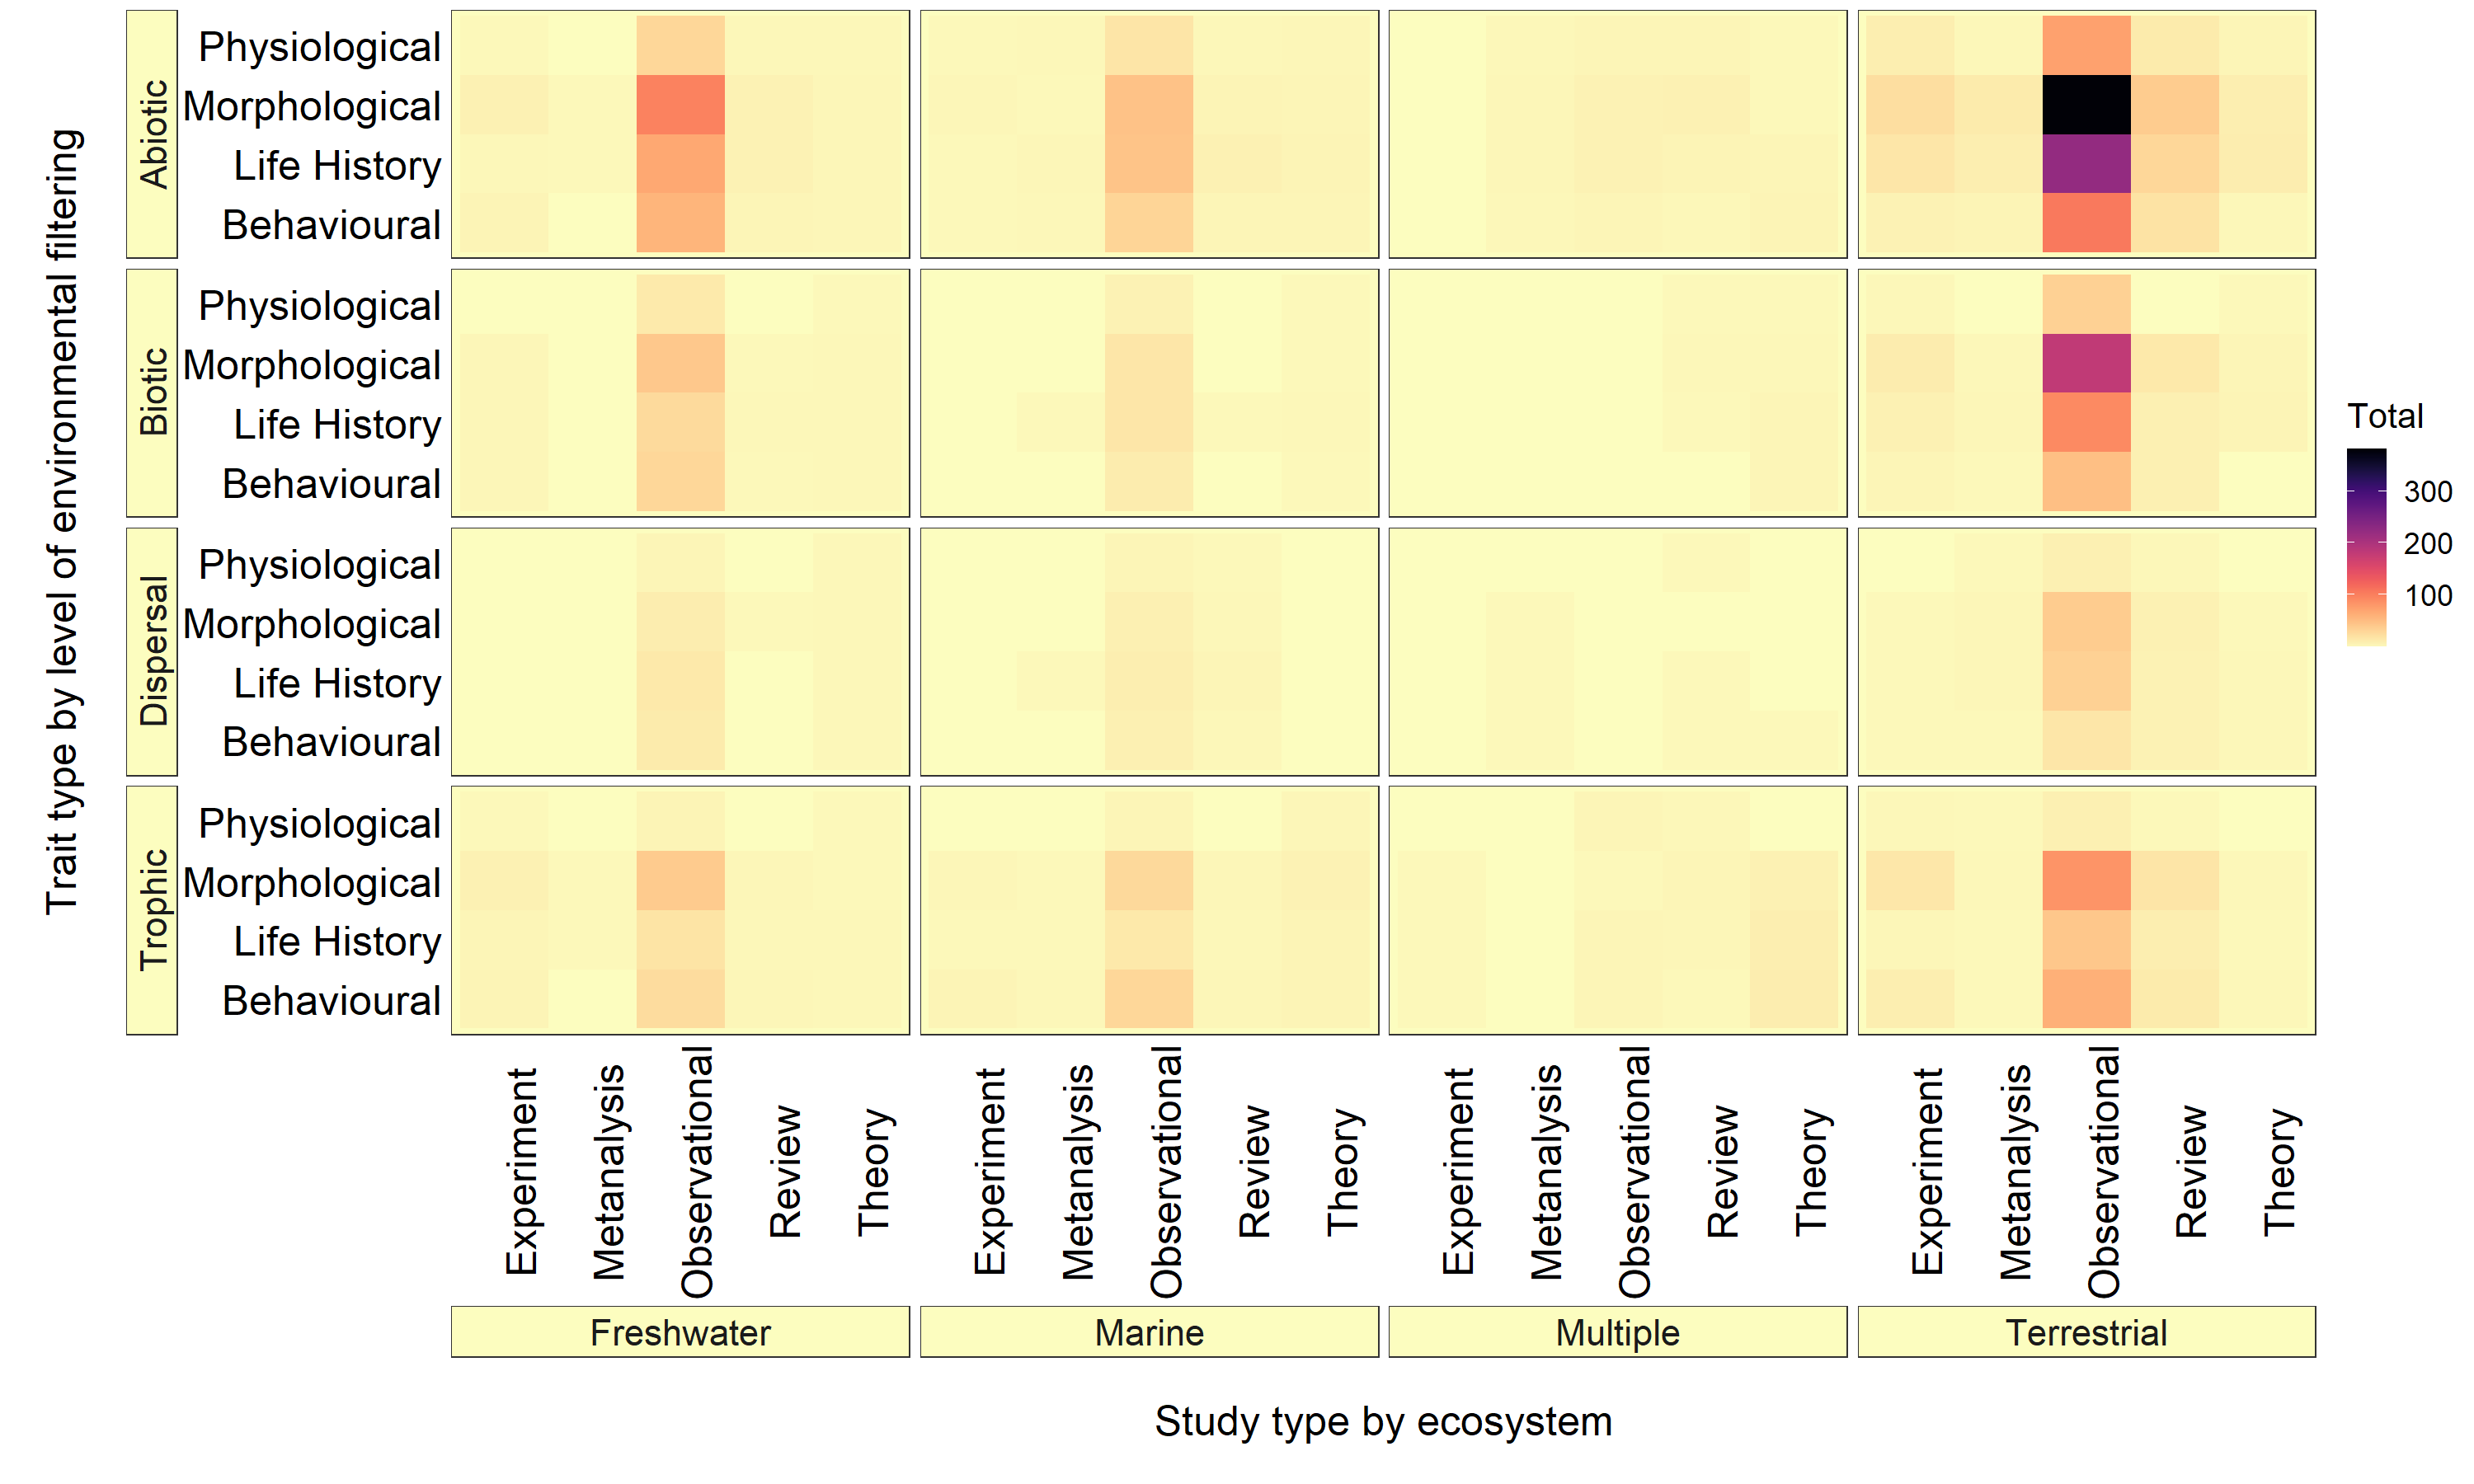 Trait type by level of environmental filtering
Abiotic
Physiological
Morphological
Life History
Behavioural
Biotic
Physiological
Morphological
Life History
Behavioural
Dispersal
Physiological
Morphological
Life History
Behavioural
Trophic
Physiological
Morphological
Life History
Behavioural
Total
300
200
100
Experiment
Metanalysis
Observational
Review
Theory
Experiment
Metanalysis
Observational
Review
Theory
Experiment
Metanalysis
Observational
Review
Theory
Experiment
Metanalysis
Observational
Review
Theory
Freshwater
Marine
Multiple
Terrestrial
Study type by ecosystem